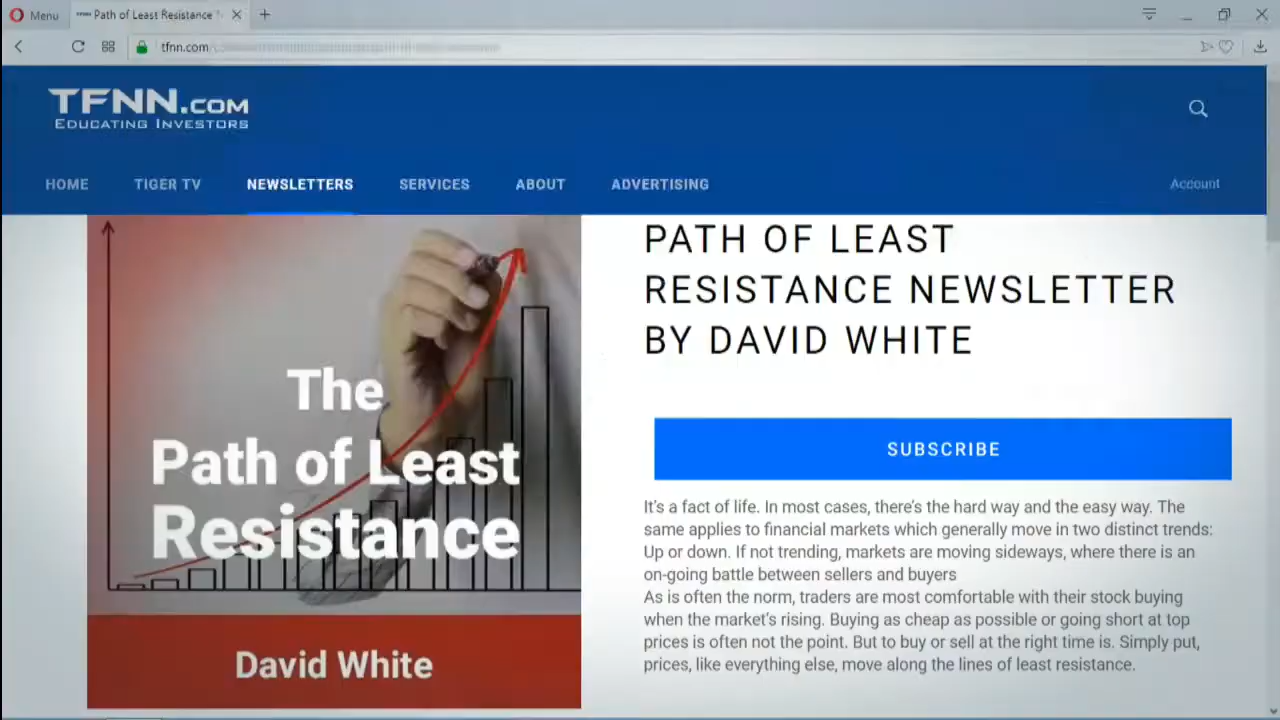 Menu
Path of Least Resistance
tfnn.com
TFNN.COM
EDUCATING INVESTORS
HOME
TIGER TV
NEWSLETTERS
SERVICES
ABOUT
ADVERTISING
Account
The
Path of Least
Resistance
David White
PATH OF LEAST
RESISTANCE NEWSLETTER
BY DAVID WHITE
SUBSCRIBE
It's a fact of life. In most cases, there's the hard way and the easy way. The
same applies to financial markets which generally move in two distinct trends:
Up or down. If not trending, markets are moving sideways, where there is an
on-going battle between sellers and buyers
As is often the norm, traders are most comfortable with their stock buying
when the market's rising. Buying as cheap as possible or going short at top
prices is often not the point. But to buy or sell at the right time is. Simply put,
prices, like everything else, move along the lines of least resistance.